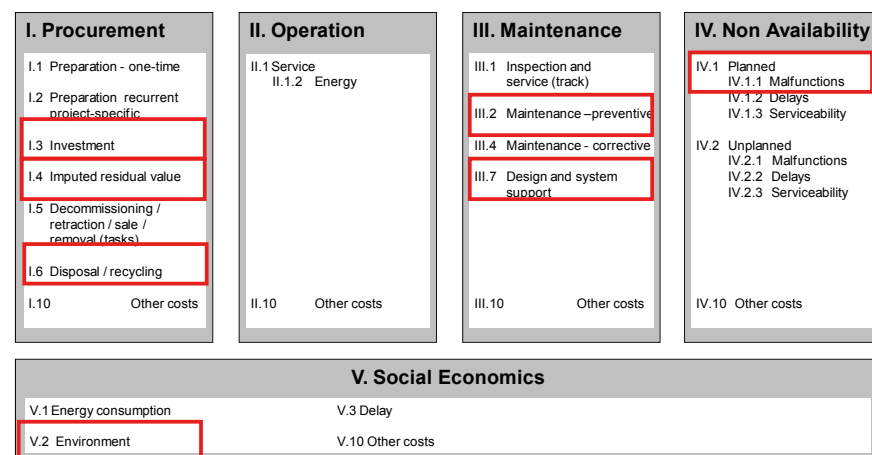 I. Procurement
I.1 Preparation - one-time
I.2 Preparation recurrent
project-specific
I.3 Investment
I.4 Imputed residual value
I.5 Decommissioning /
retraction / sale /
removal (tasks)
I.6 Disposal / recycling
I.10 Other costs
II. Operation
II.1 Service
II.1.2 Energy
II.10 Other costs
III. Maintenance
III.1 Inspection and
service (track)
III.2 Maintenance –preventive
III.4 Maintenance - corrective
III.7 Design and system
support
III.10 Other costs
IV. Non Availability
IV.1 Planned
IV.1.1 Malfunctions
IV.1.2 Delays
IV.1.3 Serviceability
IV.2 Unplanned
IV.2.1 Malfunctions
IV.2.2 Delays
IV.2.3 Serviceability
IV.10 Other costs
V. Social Economics
V.1 Energy consumption
V.2 Environment
V.3 Delay
V.10 Other costs